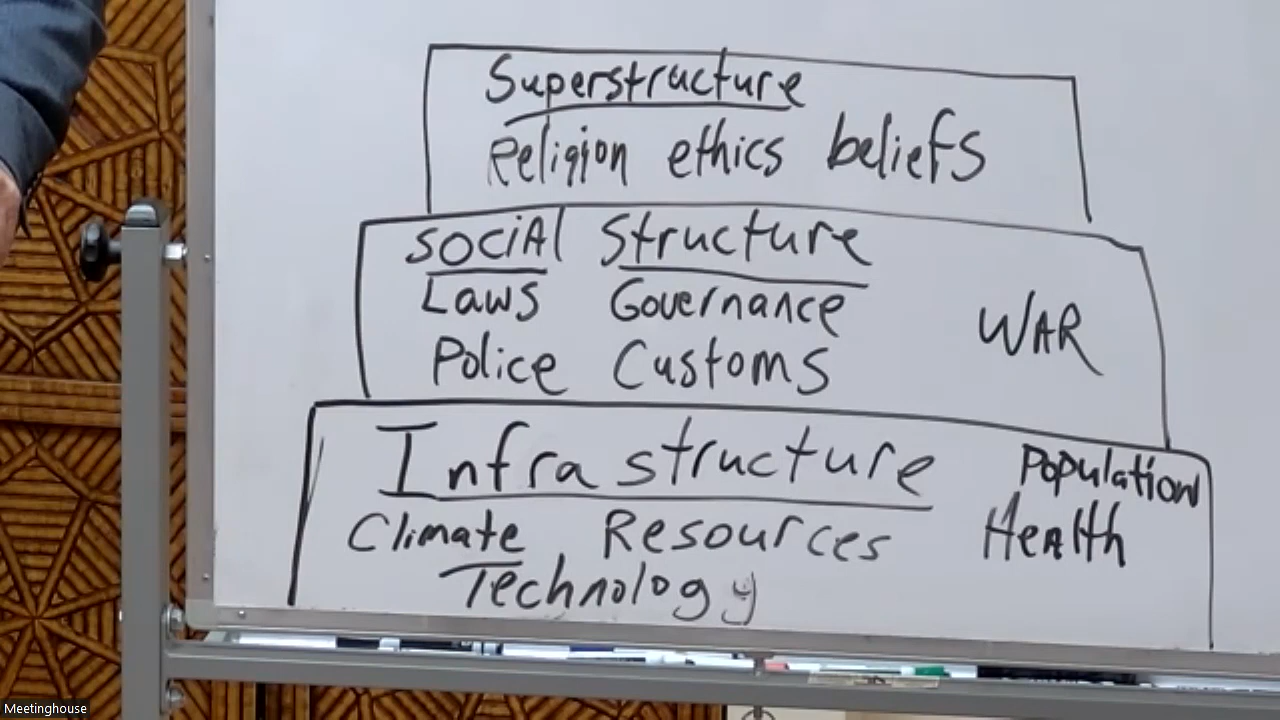 Superstructure
Religion ethics beliefs
SOCIAl Structure
Laws Governance
WAR
Police Customs
Infrastructure
Population
Climate Resources Health
Technology
Meetinghouse